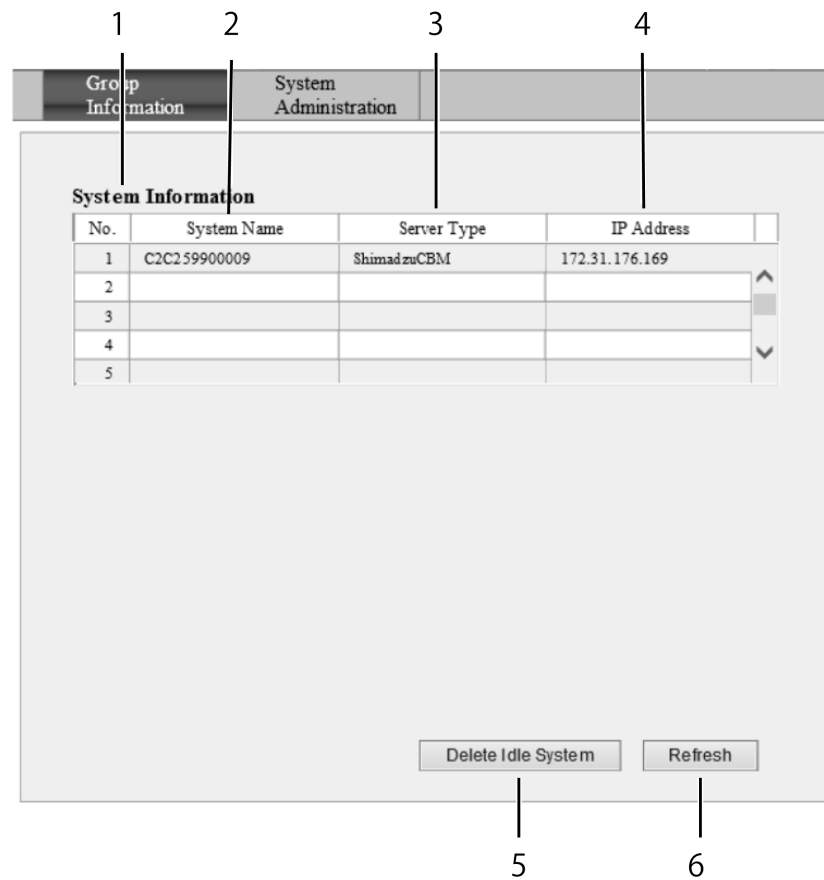 1 2 3 4
Group System
Information Administration
System Information
No. System Name Server Type IP Address
1 C2C259900009 ShimadzuCBM 172.31.176.169
2
3
4
5
Delete Idle System Refresh
5 6